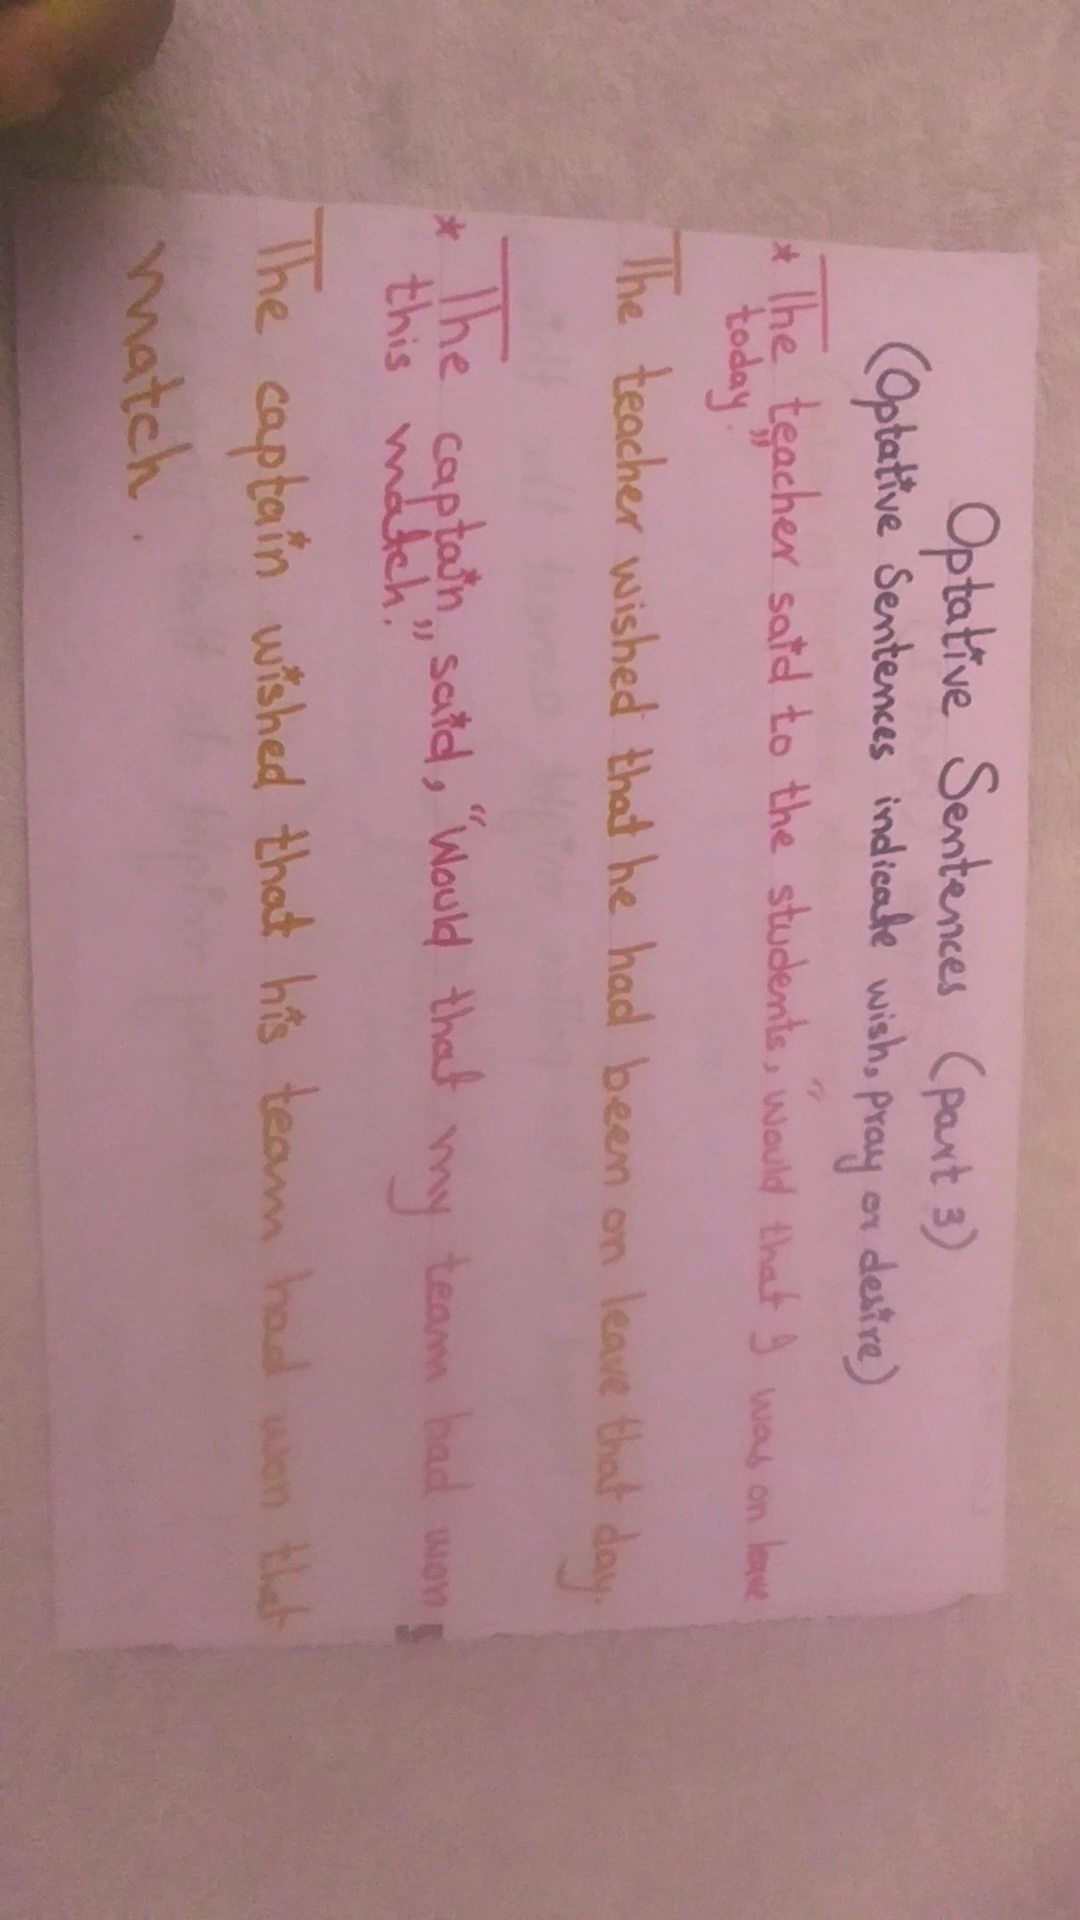 Optative Sentences (part 3)
(Optative Sentences indicate wish, pray or desire)
* The teacher said to the students, "would that I was on leave
today."
The teacher wished that he had been on leave that day.
* The captain said, "Would that my team had won
this match."
The captain wished that his team had won that
match.